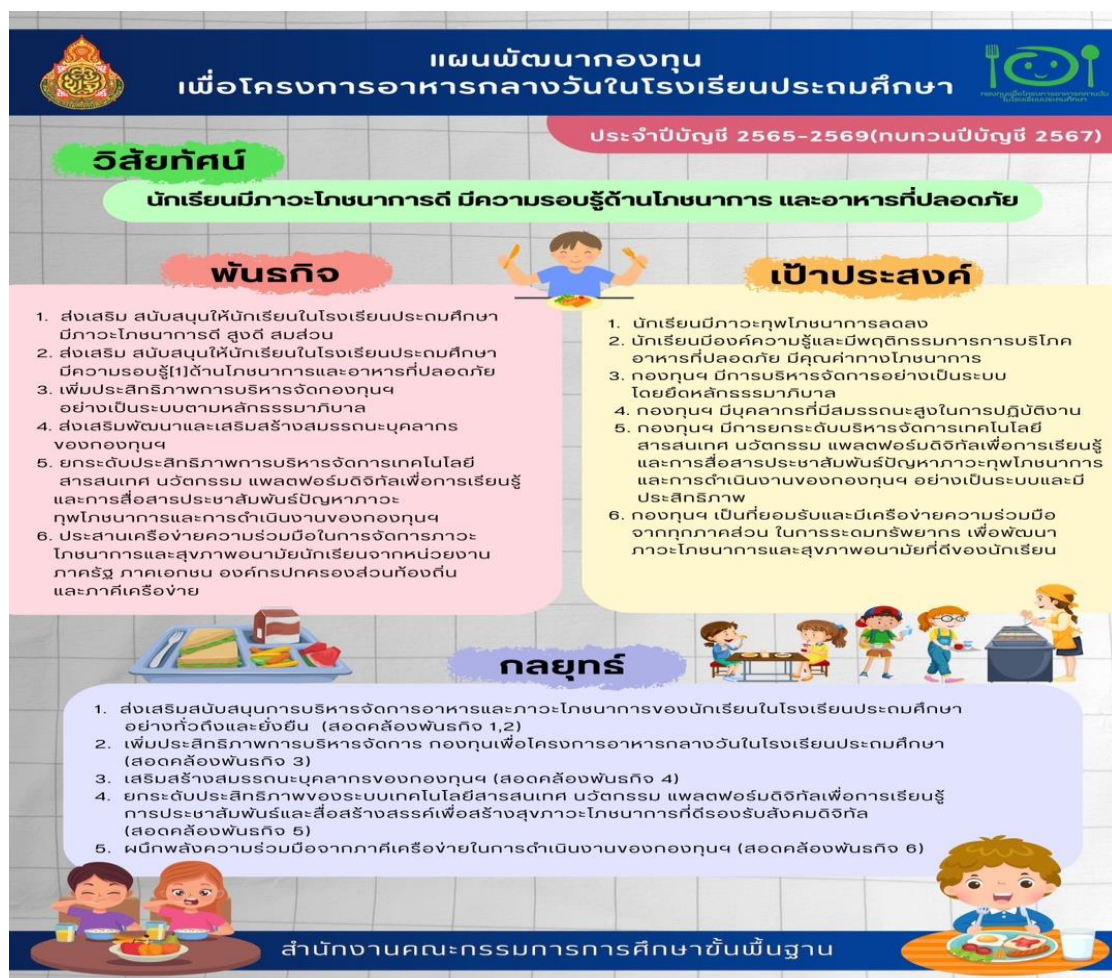 แผนพัฒนากองทุน
เพื่อโครงการอาหารกลางวันในโรงเรียนประถมศึกษา
กองทุนเพื่อโครงการอาหารกลางวัน
ในโรงเรียนประถมศึกษา
ประจำปีบัญชี 2565-2569(ทบทวนปีบัญชี 2567)
วิสัยทัศน์
นักเรียนมีภาวะโภชนาการดี มีความรอบรู้ด้านโภชนาการ และอาหารที่ปลอดภัย
พันธกิจ
1. ส่งเสริม สนับสนุนให้นักเรียนในโรงเรียนประถมศึกษา
มีภาวะโภชนาการดี สูงดี สมส่วน
2. ส่งเสริม สนับสนุนให้นักเรียนในโรงเรียนประถมศึกษา
มีความรอบรู้[1]ด้านโภชนาการและอาหารที่ปลอดภัย
3. เพิ่มประสิทธิภาพการบริหารจัดกองทุนฯ
อย่างเป็นระบบตามหลักธรรมาภิบาล
4. ส่งเสริมพัฒนาและเสริมสร้างสมรรถนะบุคลากร
ของกองทุนฯ
5. ยกระดับประสิทธิภาพการบริหารจัดการเทคโนโลยี
สารสนเทศ นวัตกรรม แพลตฟอร์มดิจิทัลเพื่อการเรียนรู้
และการสื่อสารประชาสัมพันธ์ปัญหาภาวะ
ทุพโภชนาการและการดำเนินงานของกองทุนฯ
6. ประสานเครือข่ายความร่วมมือในการจัดการภาวะ
โภชนาการและสุขภาพอนามัยนักเรียนจากหน่วยงาน
ภาครัฐ ภาคเอกชน องค์กรปกครองส่วนท้องถิ่น
และภาคีเครือข่าย
เป้าประสงค์
1. นักเรียนมีภาวะทุพโภชนาการลดลง
2. นักเรียนมีองค์ความรู้และมีพฤติกรรมการการบริโภค
อาหารที่ปลอดภัย มีคุณค่าทางโภชนาการ
3. กองทุนฯ มีการบริหารจัดการอย่างเป็นระบบ
โดยยึดหลักธรรมาภิบาล
4. กองทุนฯ มีบุคลากรที่มีสมรรถนะสูงในการปฏิบัติงาน
5. กองทุนฯ มีการยกระดับบริหารจัดการเทคโนโลยี
สารสนเทศ นวัตกรรม แพลตฟอร์มดิจิทัลเพื่อการเรียนรู้
และการสื่อสารประชาสัมพันธ์ปัญหาภาวะทุพโภชนาการ
และการดำเนินงานของกองทุนฯ อย่างเป็นระบบและมี
ประสิทธิภาพ
6. กองทุนฯ เป็นที่ยอมรับและมีเครือข่ายความร่วมมือ
จากทุกภาคส่วน ในการระดมทรัพยากร เพื่อพัฒนา
ภาวะโภชนาการและสุขภาพอนามัยที่ดีของนักเรียน
กลยุทธ์
1. ส่งเสริมสนับสนุนการบริหารจัดการอาหารและภาวะโภชนาการของนักเรียนในโรงเรียนประถมศึกษา
อย่างทั่วถึงและยั่งยืน (สอดคล้องพันธกิจ 1,2)
2. เพิ่มประสิทธิภาพการบริหารจัดการ กองทุนเพื่อโครงการอาหารกลางวันในโรงเรียนประถมศึกษา
(สอดคล้องพันธกิจ 3)
3. เสริมสร้างสมรรถนะบุคลากรของกองทุนฯ (สอดคล้องพันธกิจ 4)
4. ยกระดับประสิทธิภาพของระบบเทคโนโลยีสารสนเทศ นวัตกรรม แพลตฟอร์มดิจิทัลเพื่อการเรียนรู้
การประชาสัมพันธ์และสื่อสร้างสรรค์เพื่อสร้างสุขภาวะโภชนาการที่ดีรองรับสังคมดิจิทัล
(สอดคล้องพันธกิจ 5)
5. ผนึกพลังความร่วมมือจากภาคีเครือข่ายในการดำเนินงานของกองทุนฯ (สอดคล้องพันธกิจ 6)
สำนักงานคณะกรรมการการศึกษาขั้นพื้นฐาน